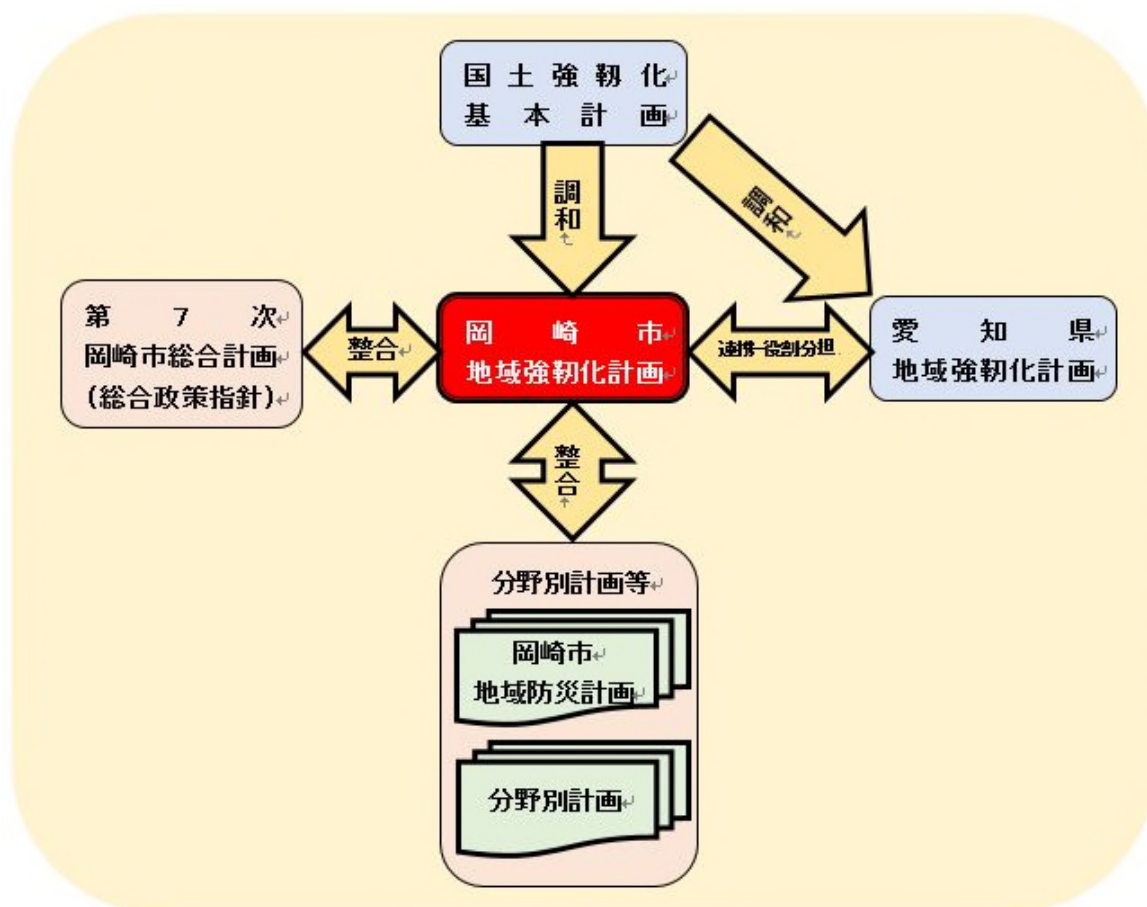 国土強靱化
基本計画
調和
調和
第7次
岡崎市総合計画
(総合政策指針)
整合
岡崎市
地域強靱化計画
連携・役割分担
愛知県
地域強靱化計画
整合
分野別計画等
岡崎市
地域防災計画
分野別計画